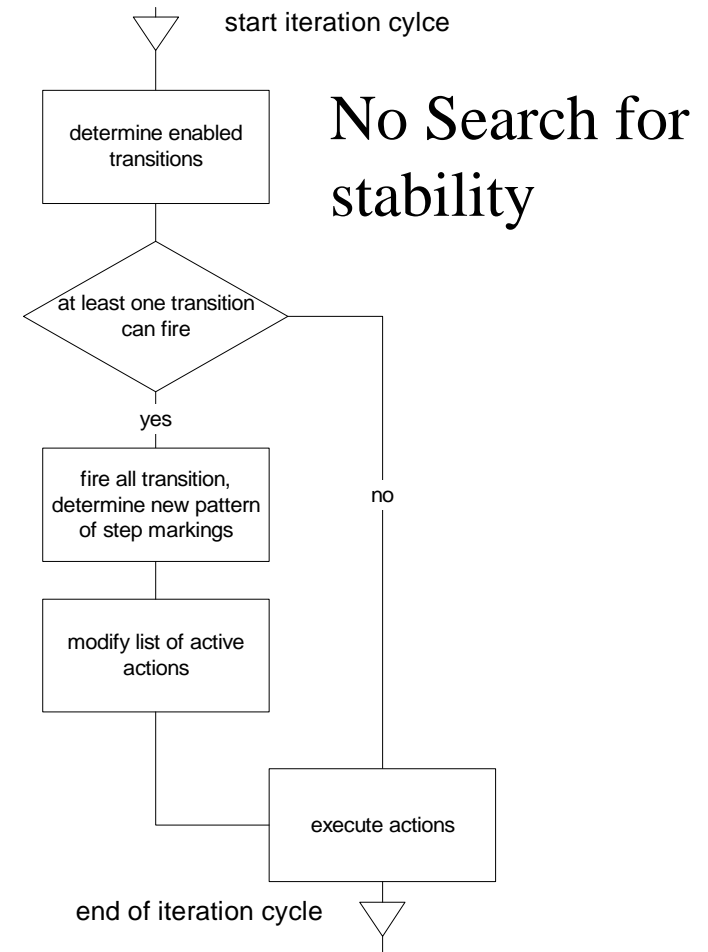 start iteration cylce
No Search for
stability
determine enabled
transitions
at least one transition
can fire
yes
fire all transition,
determine new pattern
of step markings
no
modify list of active
actions
execute actions
end of iteration cycle